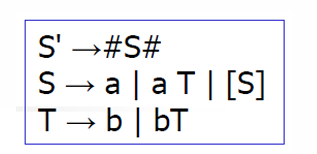 S' →#S#
S → a | a T | [S]
T → b | bT